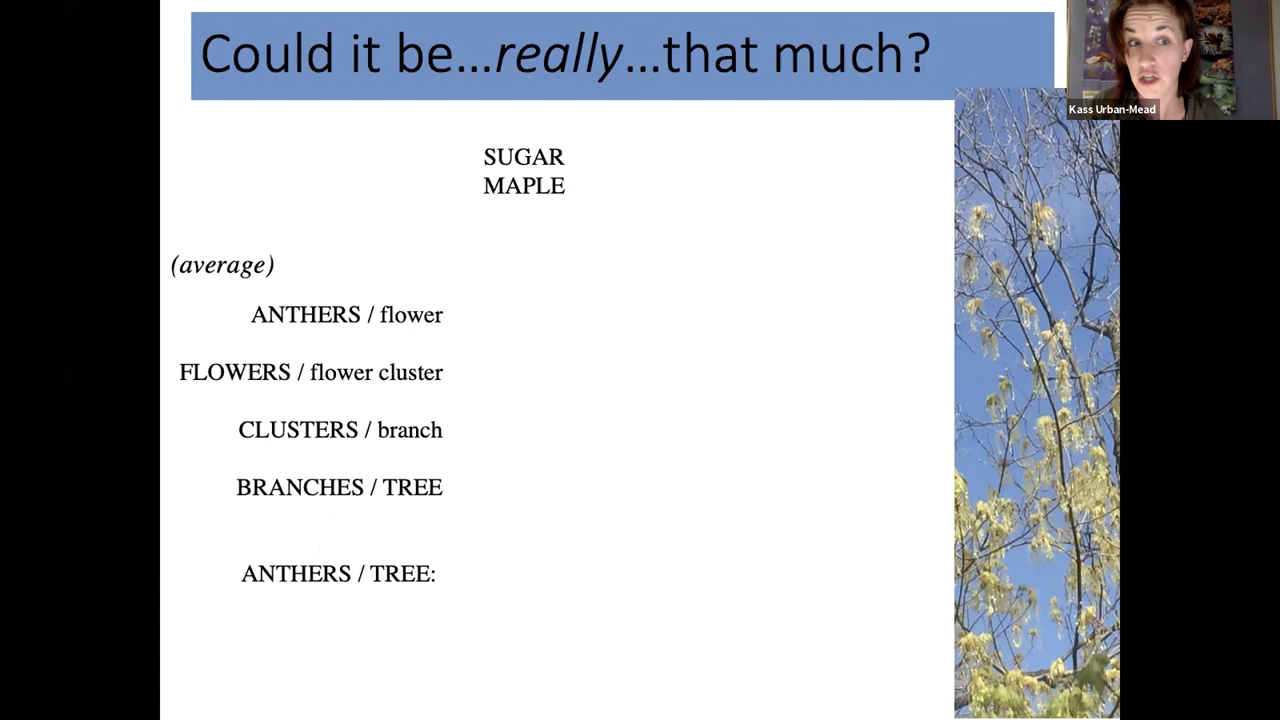 Could it be…really…that much?
Kass Urban-Mead
SUGAR
MAPLE
(average)
ANTHERS / flower
FLOWERS / flower cluster
CLUSTERS / branch
BRANCHES / TREE
ANTHERS / TREE: